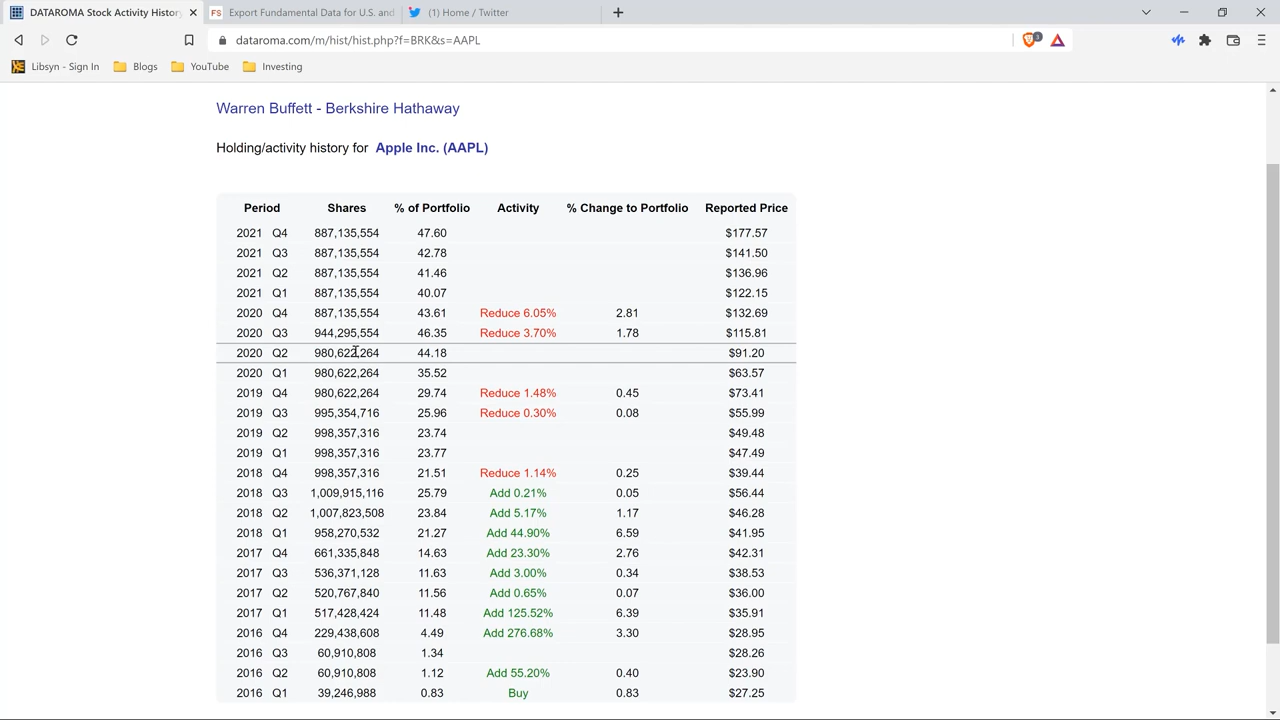 DATAROMA Stock Activity History
Export Fundamental Data for U.S. and
(1) Home / Twitter
dataroma.com/m/hist/hist.php?f=BRK&s=AAPL
Libsyn - Sign In Blogs YouTube Investing
Warren Buffett - Berkshire Hathaway
Holding/activity history for Apple Inc. (AAPL)
Period Shares % of Portfolio Activity % Change to Portfolio Reported Price
2021 Q4 887,135,554 47.60 $177.57
2021 Q3 887,135,554 42.78 $141.50
2021 Q2 887,135,554 41.46 $136.96
2021 Q1 887,135,554 40.07 $122.15
2020 Q4 887,135,554 43.61 Reduce 6.05% 2.81 $132.69
2020 Q3 944,295,554 46.35 Reduce 3.70% 1.78 $115.81
2020 Q2 980,622,264 44.18 $91.20
2020 Q1 980,622,264 35.52 $63.57
2019 Q4 980,622,264 29.74 Reduce 1.48% 0.45 $73.41
2019 Q3 995,354,716 25.96 Reduce 0.30% 0.08 $55.99
2019 Q2 998,357,316 23.74 $49.48
2019 Q1 998,357,316 23.77 $47.49
2018 Q4 998,357,316 21.51 Reduce 1.14% 0.25 $39.44
2018 Q3 1,009,915,116 25.79 Add 0.21% 0.05 $56.44
2018 Q2 1,007,823,508 23.84 Add 5.17% 1.17 $46.28
2018 Q1 958,270,532 21.27 Add 44.90% 6.59 $41.95
2017 Q4 661,335,848 14.63 Add 23.30% 2.76 $42.31
2017 Q3 536,371,128 11.63 Add 3.00% 0.34 $38.53
2017 Q2 520,767,840 11.56 Add 0.65% 0.07 $36.00
2017 Q1 517,428,424 11.48 Add 125.52% 6.39 $35.91
2016 Q4 229,438,608 4.49 Add 276.68% 3.30 $28.95
2016 Q3 60,910,808 1.34 $28.26
2016 Q2 60,910,808 1.12 Add 55.20% 0.40 $23.90
2016 Q1 39,246,988 0.83 Buy 0.83 $27.25